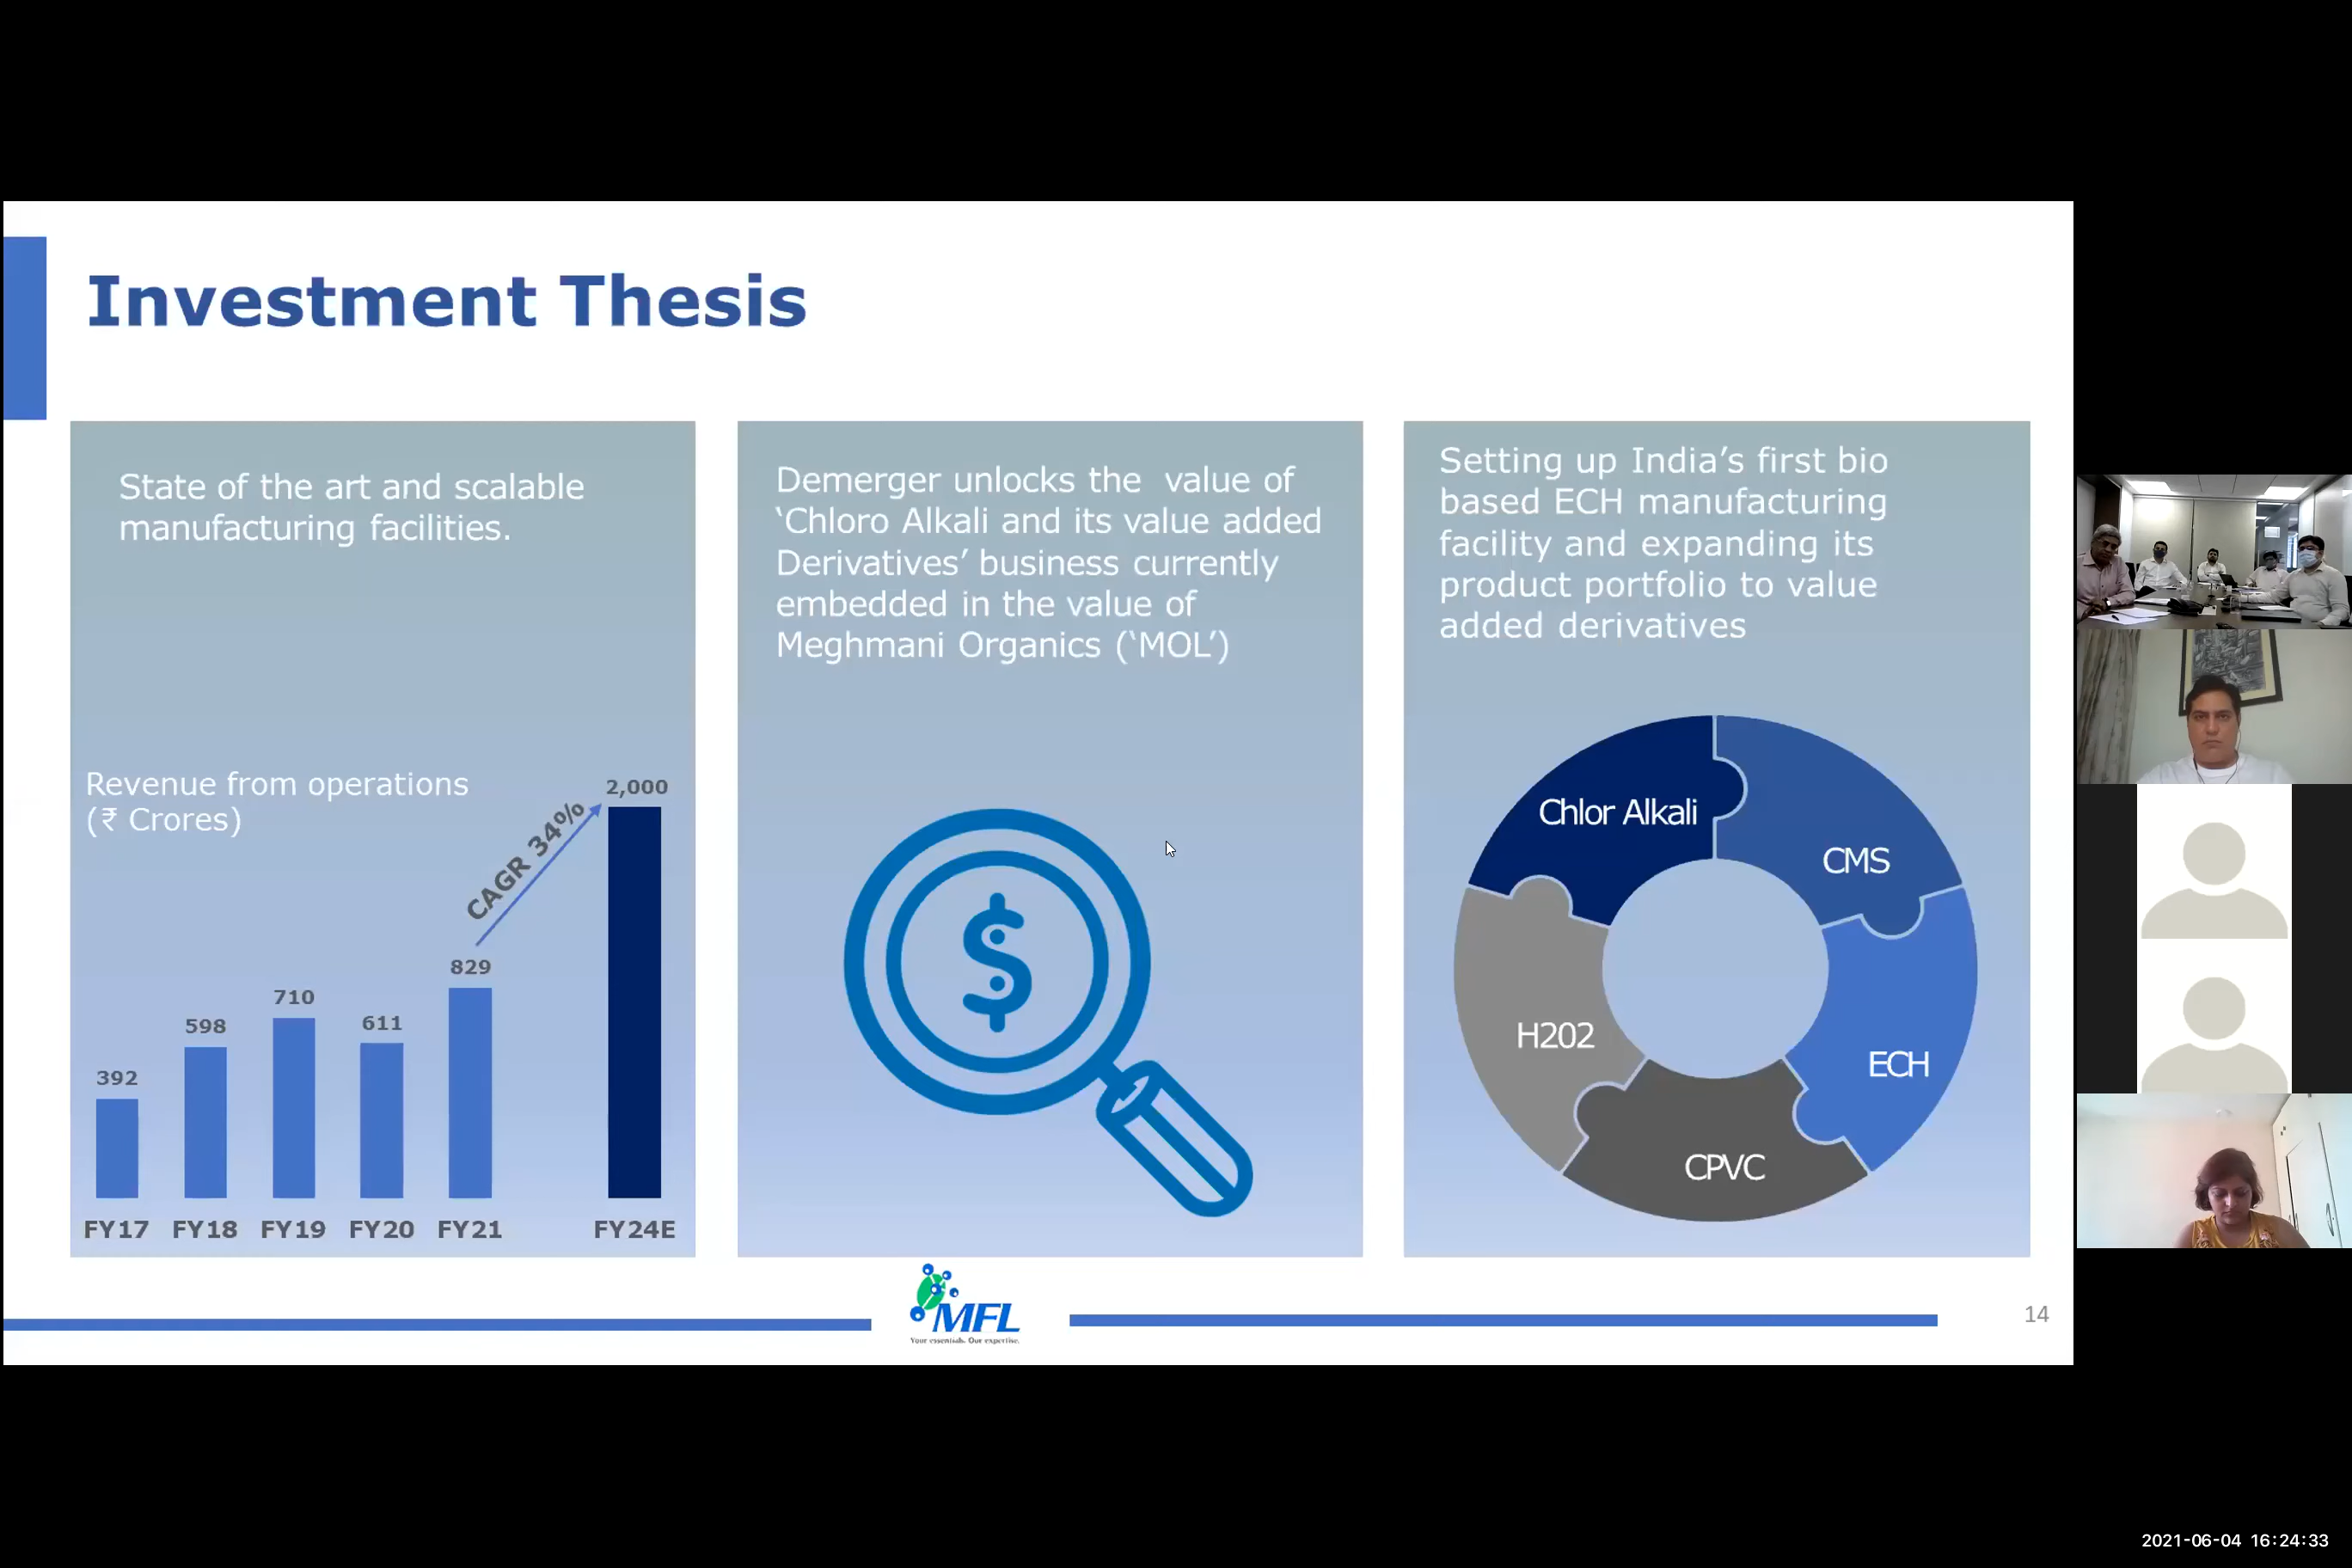 Investment Thesis
State of the art and scalable
manufacturing facilities.
Revenue from operations
(₹ Crores)
CAGR 34%
2,000
829
710
611
598
392
FY17 FY18 FY19 FY20 FY21 FY24E
Demerger unlocks the value of
‘Chloro Alkali and its value added
Derivatives’ business currently
embedded in the value of
Meghmani Organics (‘MOL’)
$
Setting up India’s first bio
based ECH manufacturing
facility and expanding its
product portfolio to value
added derivatives
Chlor Alkali
CMS
ECH
CPVC
H202
MFL
Your essentials. Our expertise.
14
2021-06-04 16:24:33